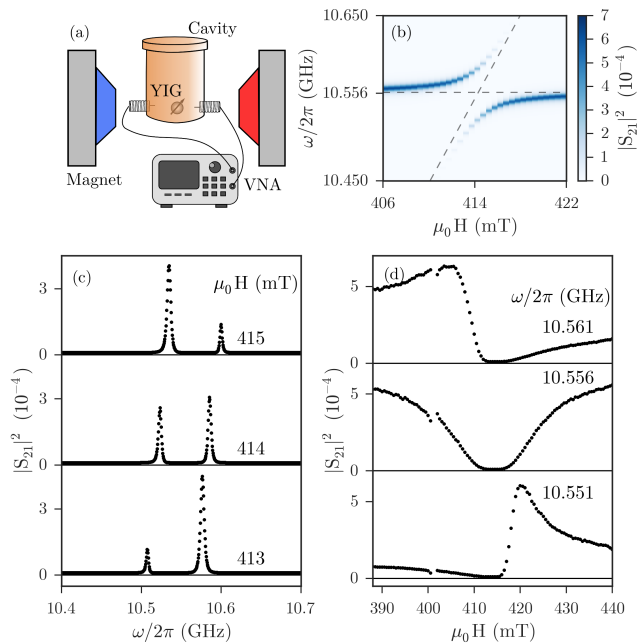 (a)
Cavity
YIG
Magnet
VNA
(b)
10.650
10.556
10.450
ω/2π (GHz)
406
414
422
μ₀H (mT)
7
6
5
4
3
2
1
0
|S₂₁|² (10⁻⁴)
(c)
μ₀H (mT)
415
414
413
3
0
3
0
3
0
|S₂₁|² (10⁻⁴)
10.4
10.5
10.6
10.7
ω/2π (GHz)
(d)
ω/2π (GHz)
10.561
10.556
10.551
5
0
5
0
5
0
|S₂₁|² (10⁻⁴)
390
400
410
420
430
440
μ₀H (mT)